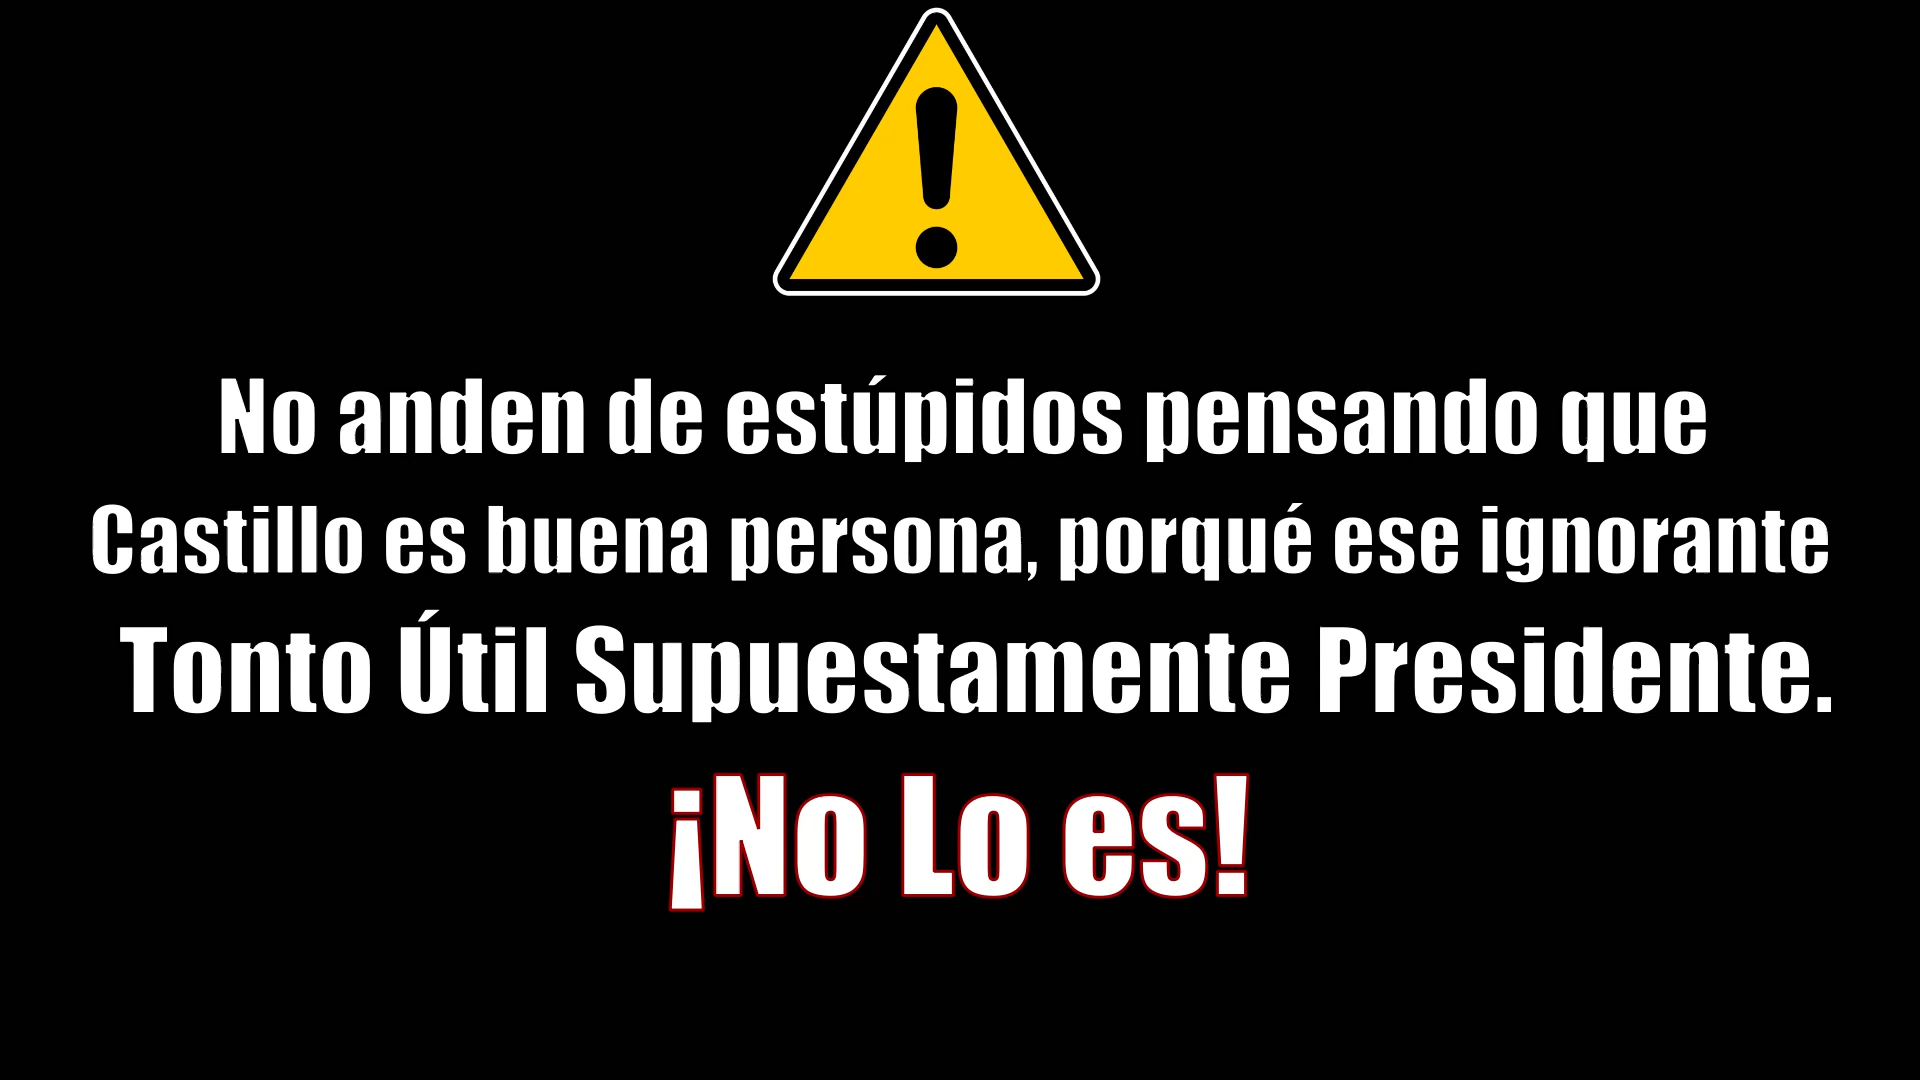 No anden de estúpidos pensando que
Castillo es buena persona, porqué ese ignorante
Tonto Útil Supuestamente Presidente.
¡No Lo es!